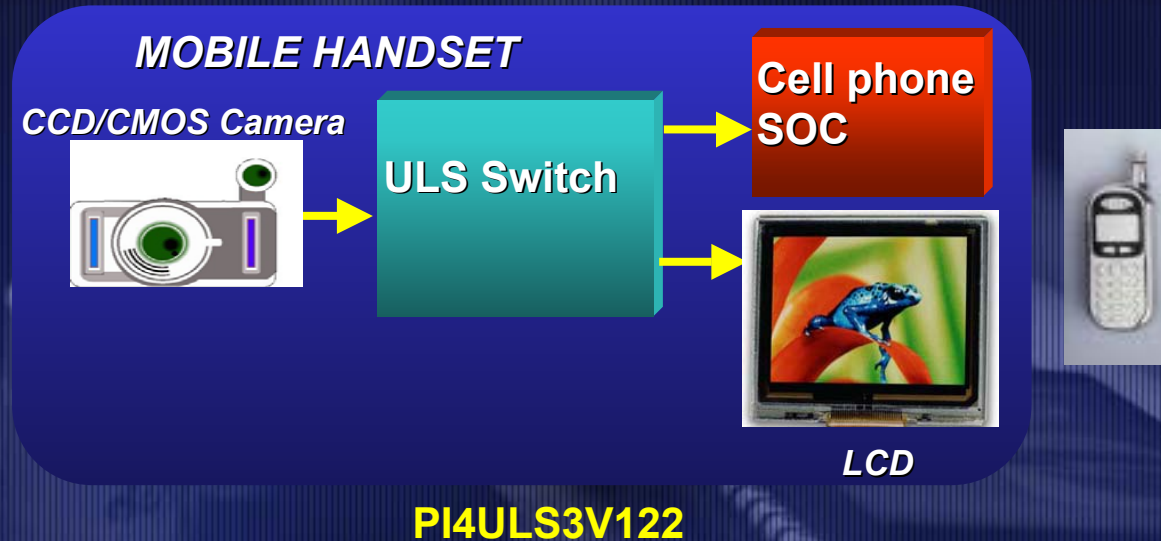 MOBILE HANDSET
CCD/CMOS Camera
ULS Switch
Cell phone
SOC
LCD
PI4ULS3V122